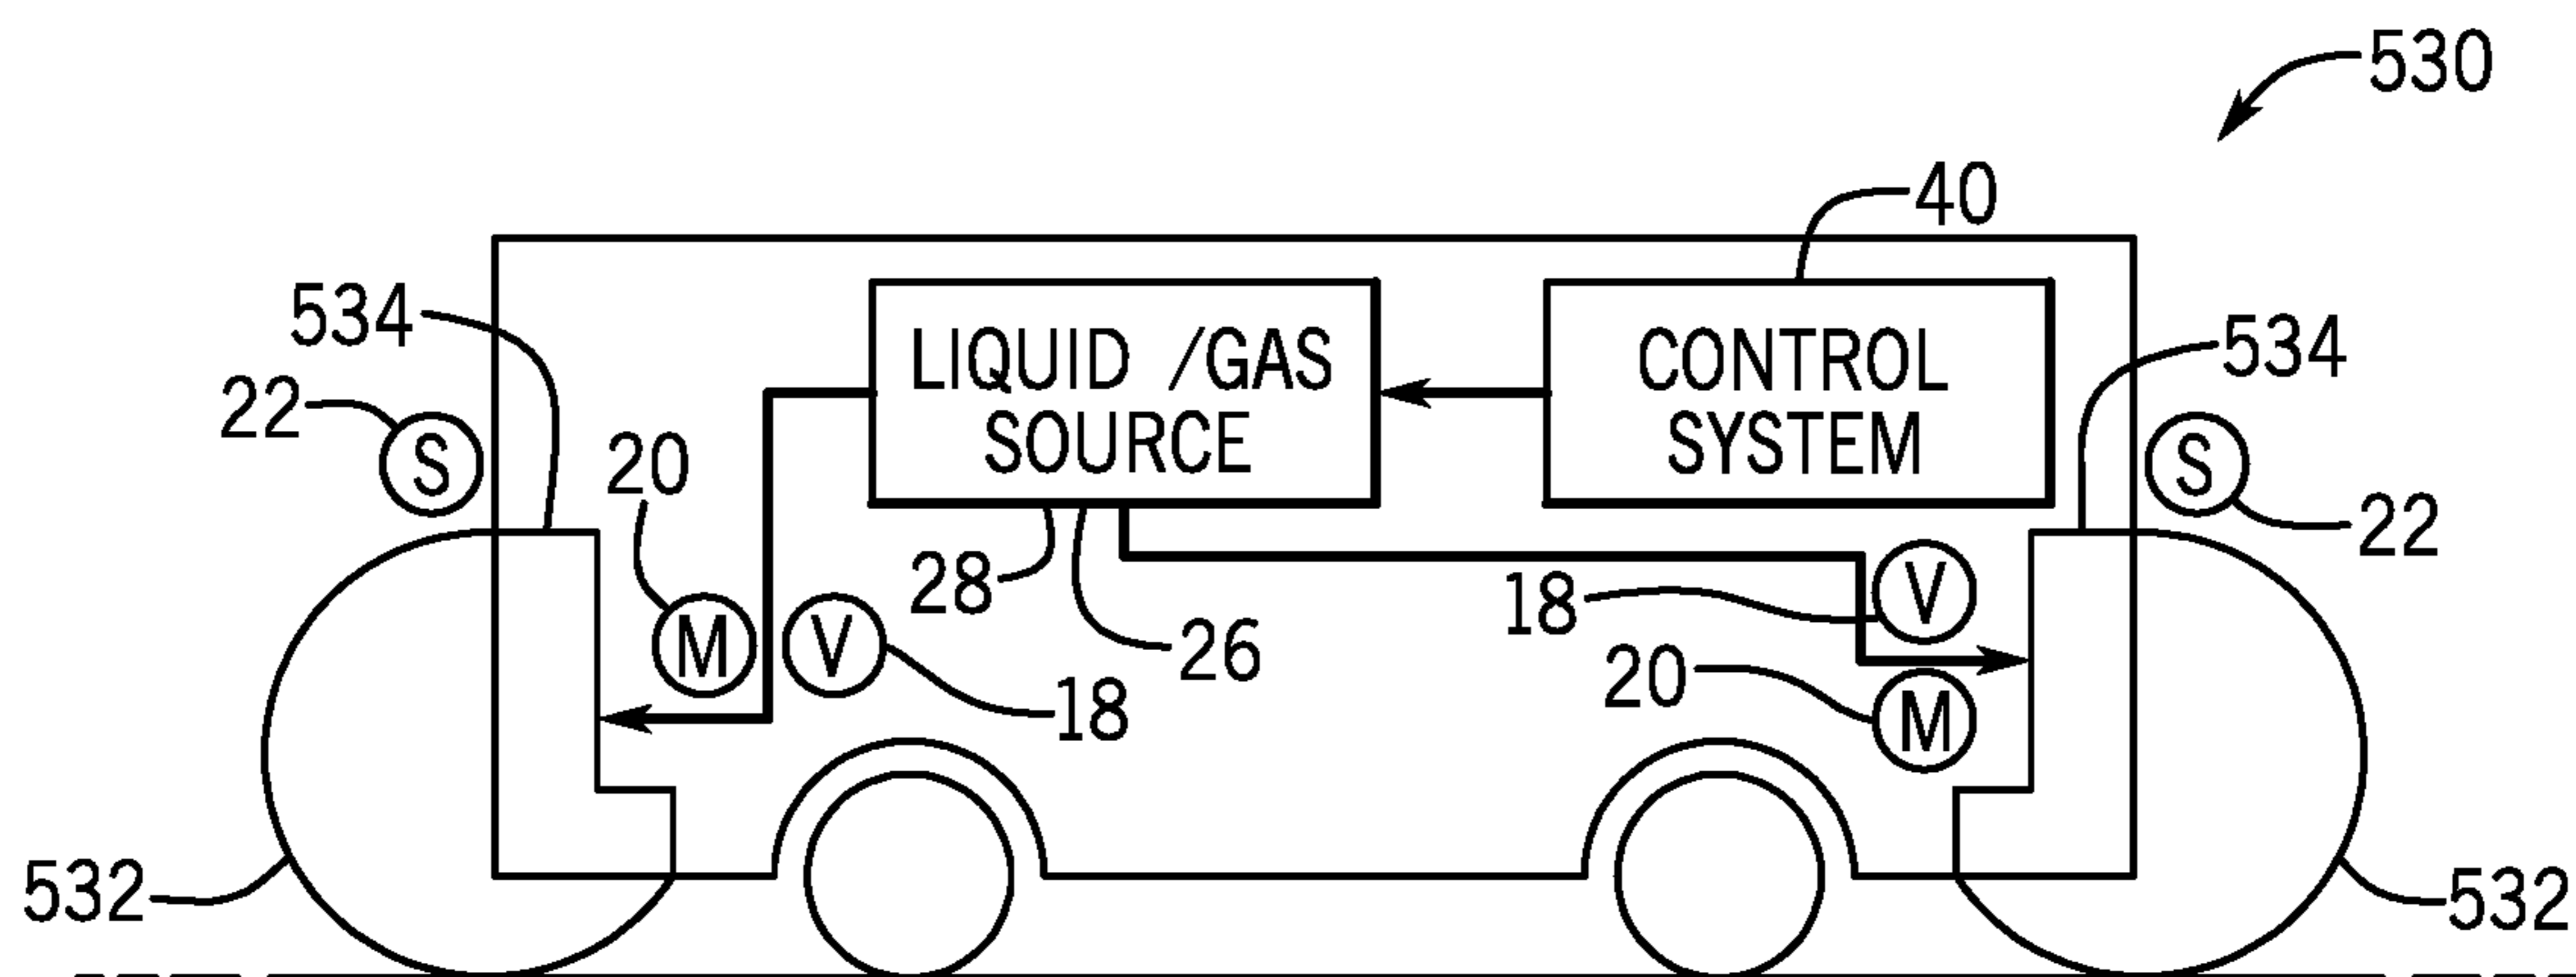 530
40
534
LIQUID /GAS
SOURCE
CONTROL
SYSTEM
534
22
S
20
S
22
28
V
18
M
V
26
20
M
18
532
532